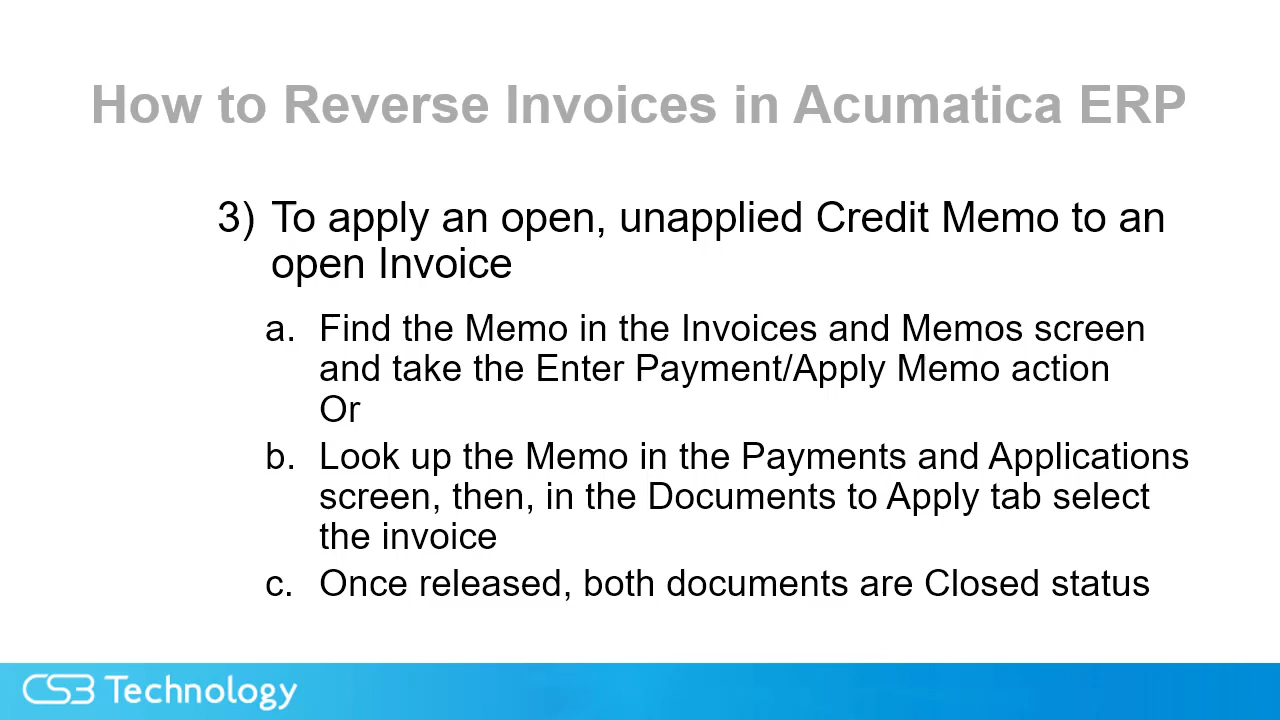 How to Reverse Invoices in Acumatica ERP
3) To apply an open, unapplied Credit Memo to an
open Invoice
a. Find the Memo in the Invoices and Memos screen
and take the Enter Payment/Apply Memo action
Or
b. Look up the Memo in the Payments and Applications
screen, then, in the Documents to Apply tab select
the invoice
c. Once released, both documents are Closed status
CS3 Technology